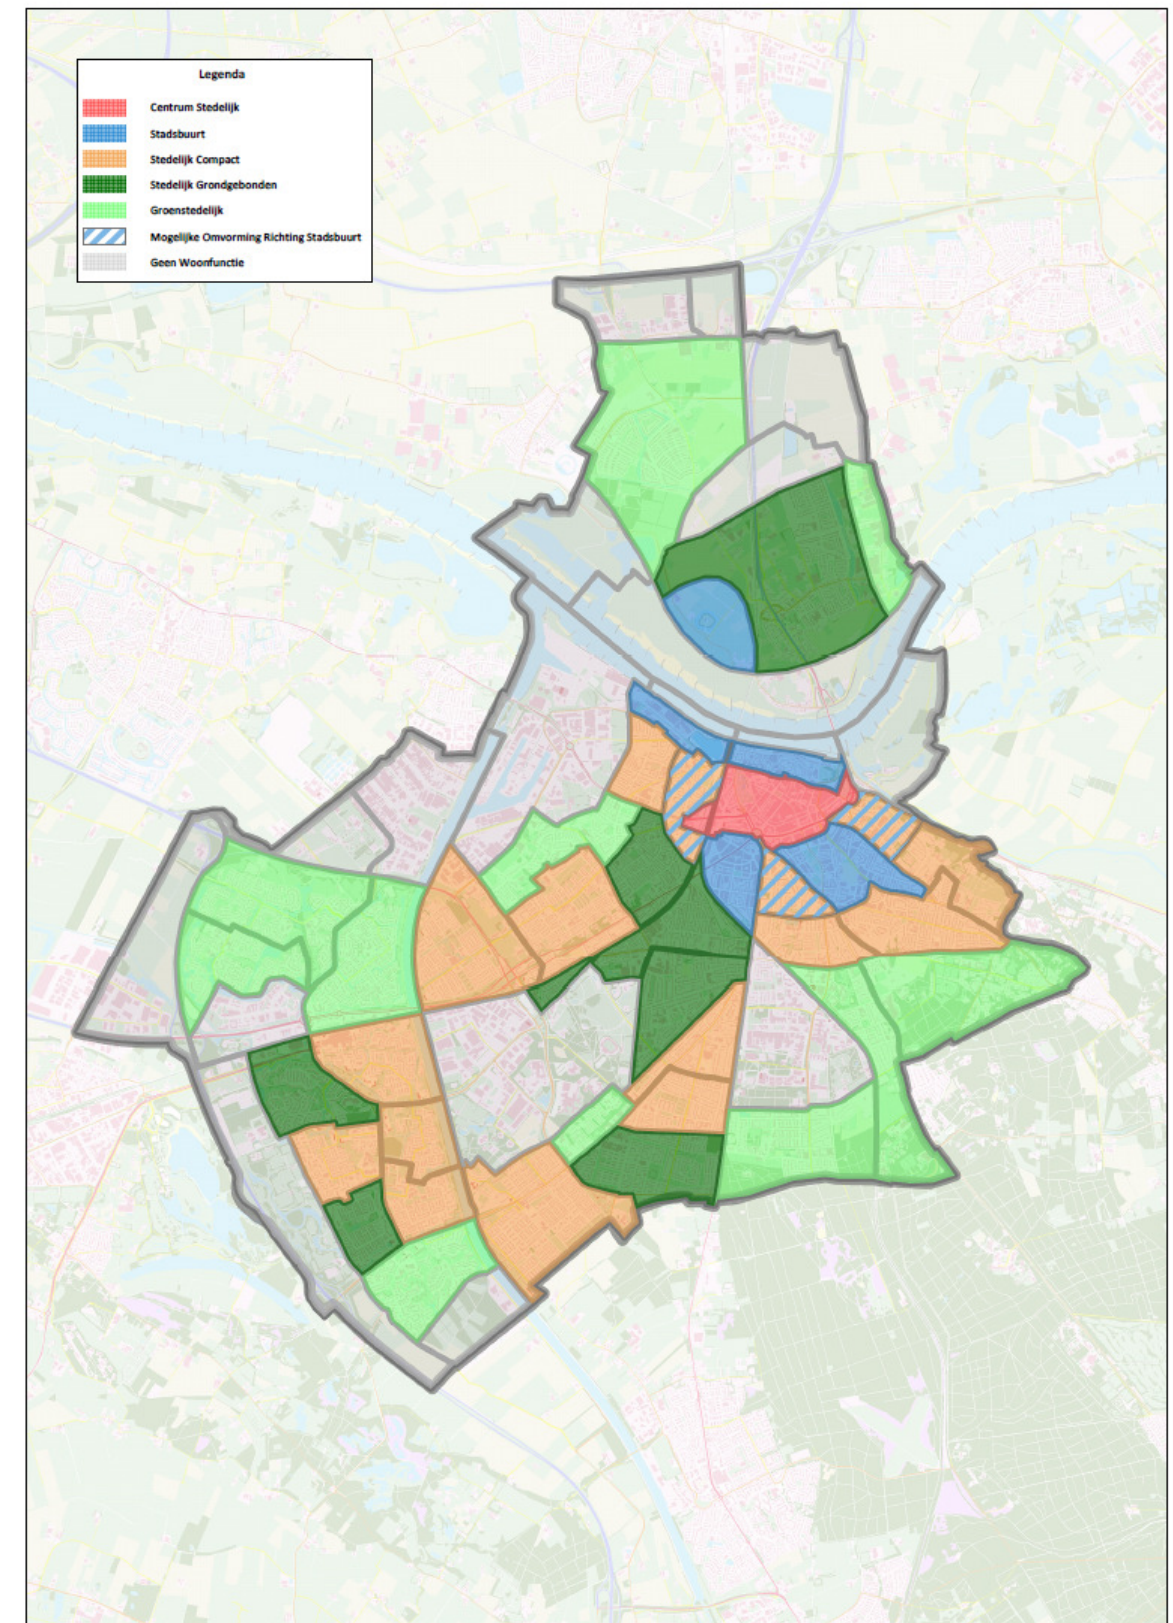 Legenda
Centrum Stedelijk
Stadsbuurt
Stedelijk Compact
Stedelijk Grondgebonden
Groenstedelijk
Mogelijke Omvorming Richting Stadsbuurt
Geen Woonfunctie